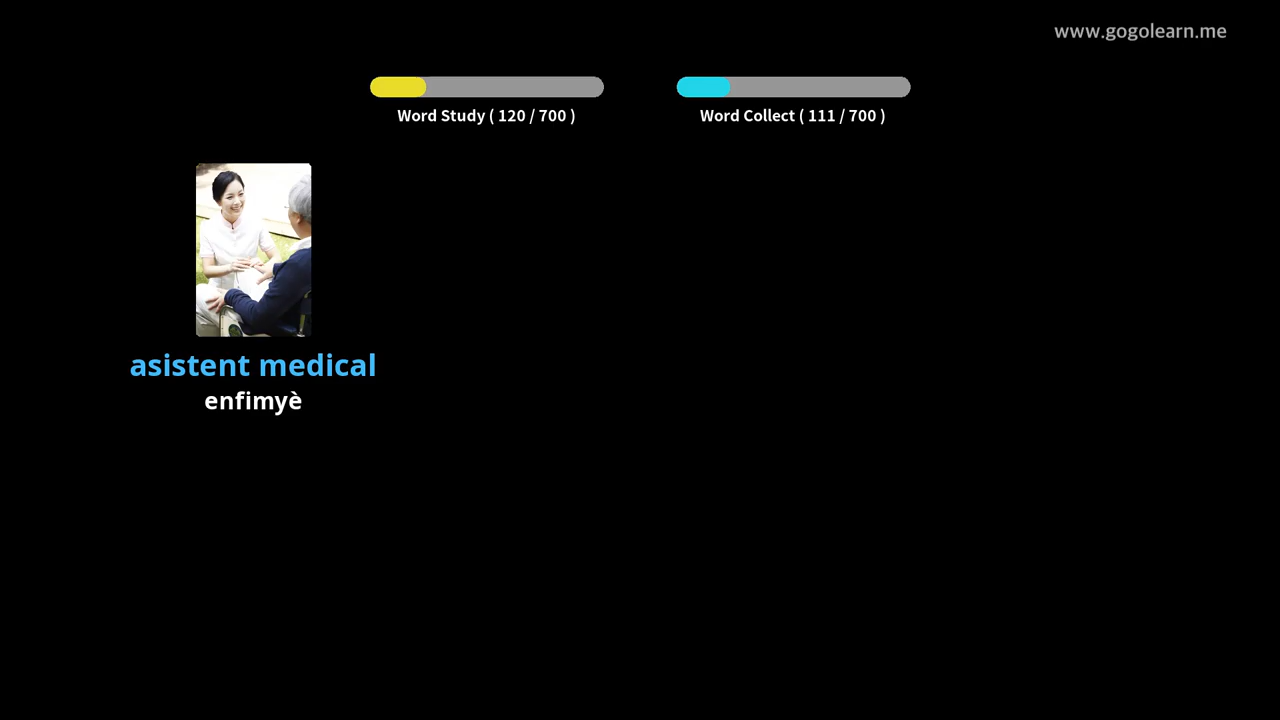 www.gogolearn.me
Word Study ( 120 / 700 )
Word Collect ( 111 / 700 )
asistent medical
enfimyè